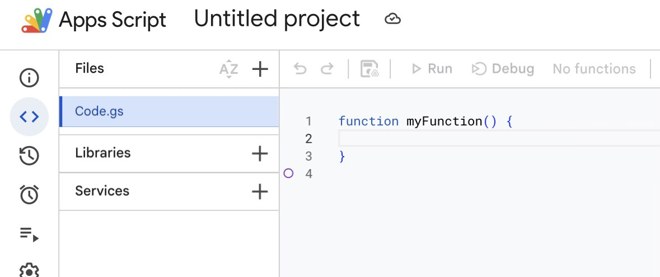 Apps Script Untitled project
Files AZ
Run Debug No functions
Code.gs
Libraries
Services
1 function myFunction() {
2
3 }
4